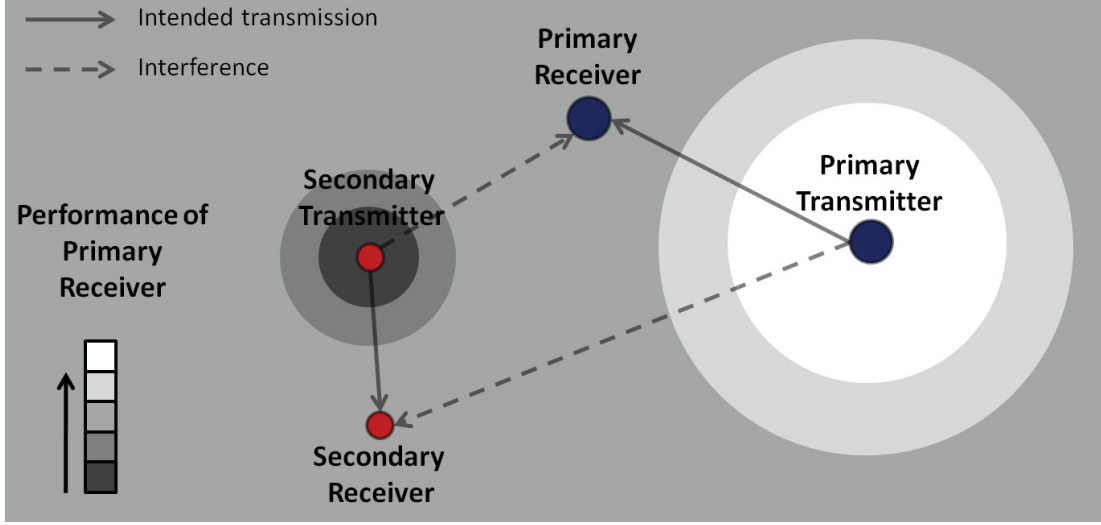 Intended transmission
Interference
Primary
Receiver
Primary
Transmitter
Secondary
Transmitter
Performance of
Primary
Receiver
Secondary
Receiver